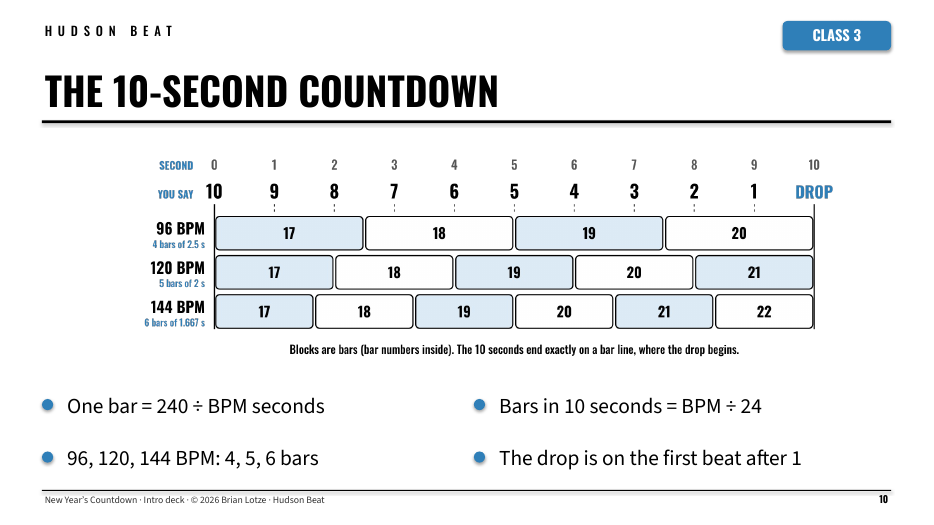 HUDSON BEAT
CLASS 3
THE 10-SECOND COUNTDOWN
SECOND 0 1 2 3 4 5 6 7 8 9 10
YOU SAY 10 9 8 7 6 5 4 3 2 1 DROP
96 BPM 17 18 19 20
4 bars of 2.5 s
120 BPM 17 18 19 20 21
5 bars of 2 s
144 BPM 17 18 19 20 21 22
6 bars of 1.667 s
Blocks are bars (bar numbers inside). The 10 seconds end exactly on a bar line, where the drop begins.
One bar = 240 ÷ BPM seconds
Bars in 10 seconds = BPM ÷ 24
96, 120, 144 BPM: 4, 5, 6 bars
The drop is on the first beat after 1
New Year's Countdown · Intro deck · © 2026 Brian Lotze · Hudson Beat
10